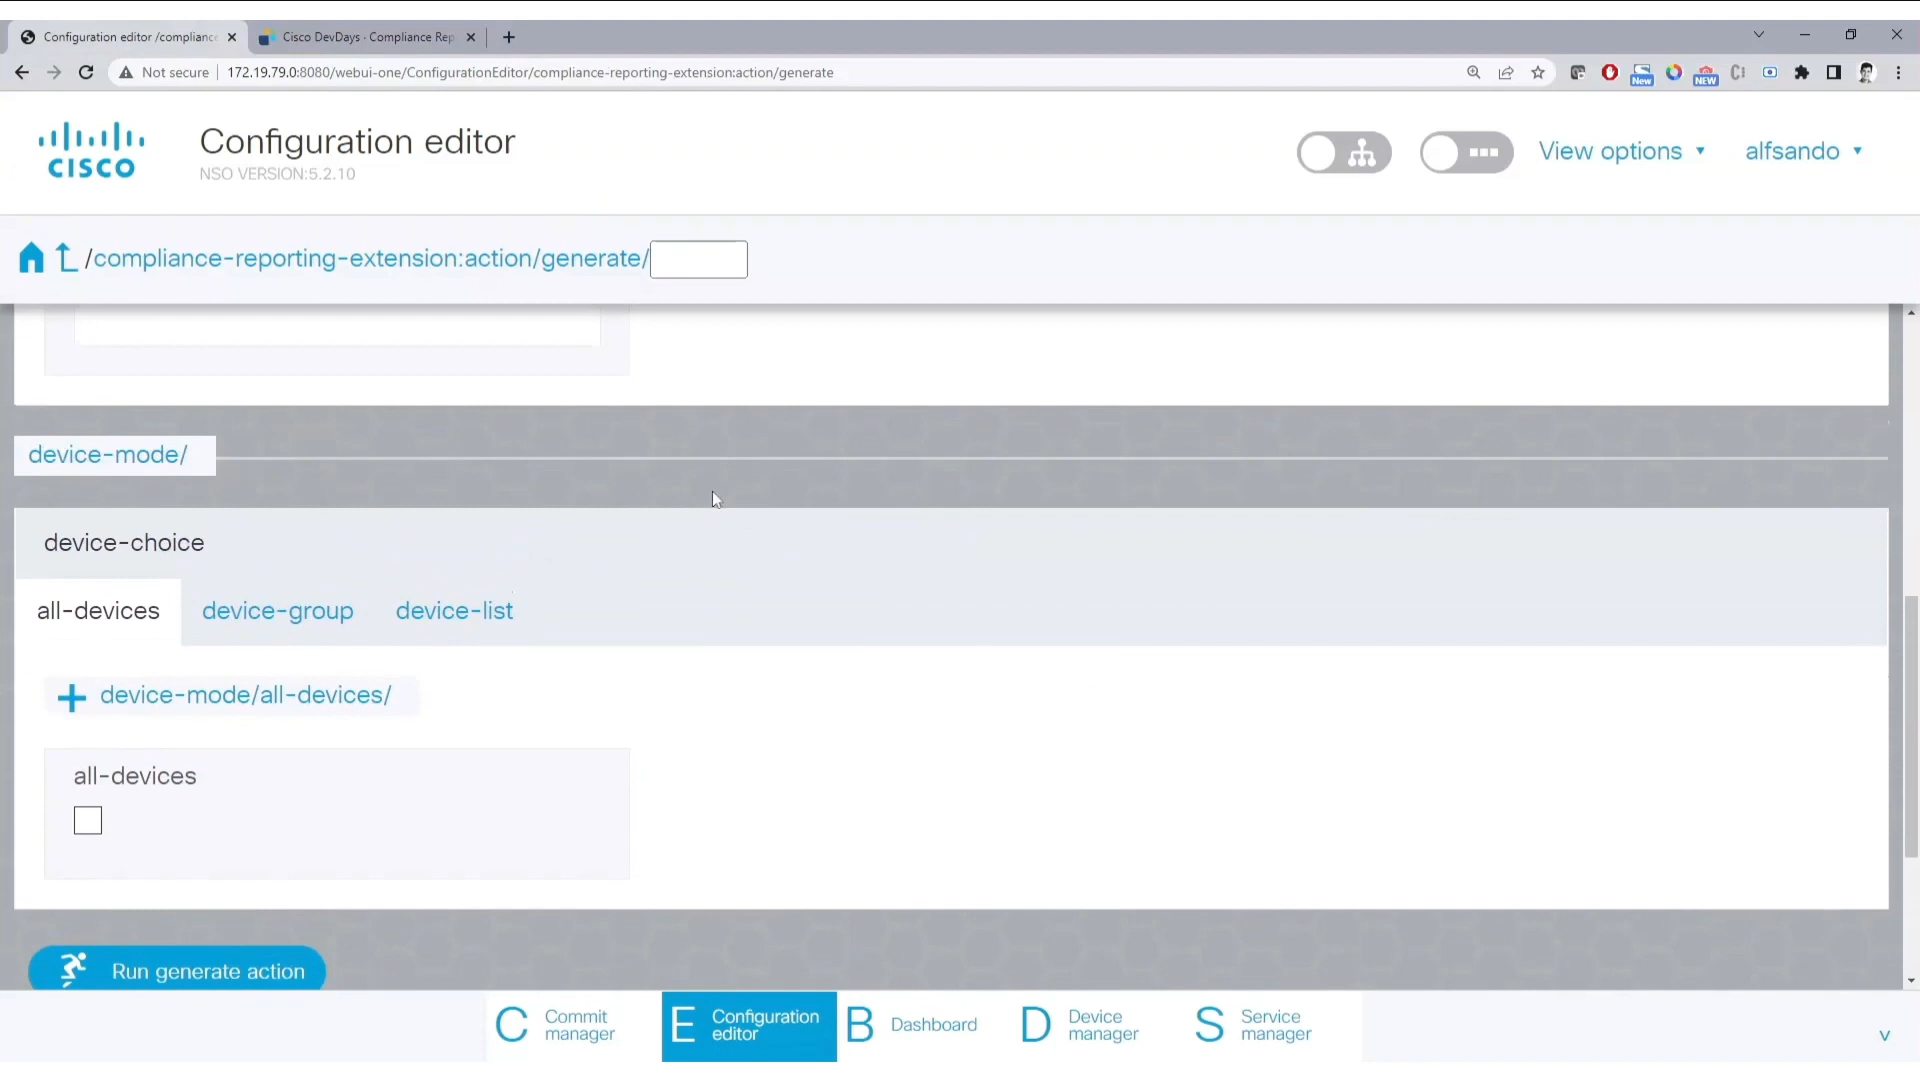 Configuration editor /compliance
Cisco DevDays · Compliance Rep
Not secure
172.19.79.0:8080/webui-one/ConfigurationEditor/compliance-reporting-extension:action/generate
New
NEW
CISCO
Configuration editor
NSO VERSION:5.2.10
View options
alfsando
/compliance-reporting-extension:action/generate/
device-mode/
device-choice
all-devices
device-group
device-list
device-mode/all-devices/
all-devices
Run generate action
C Commit manager
E Configuration editor
B Dashboard
D Device manager
S Service manager
v